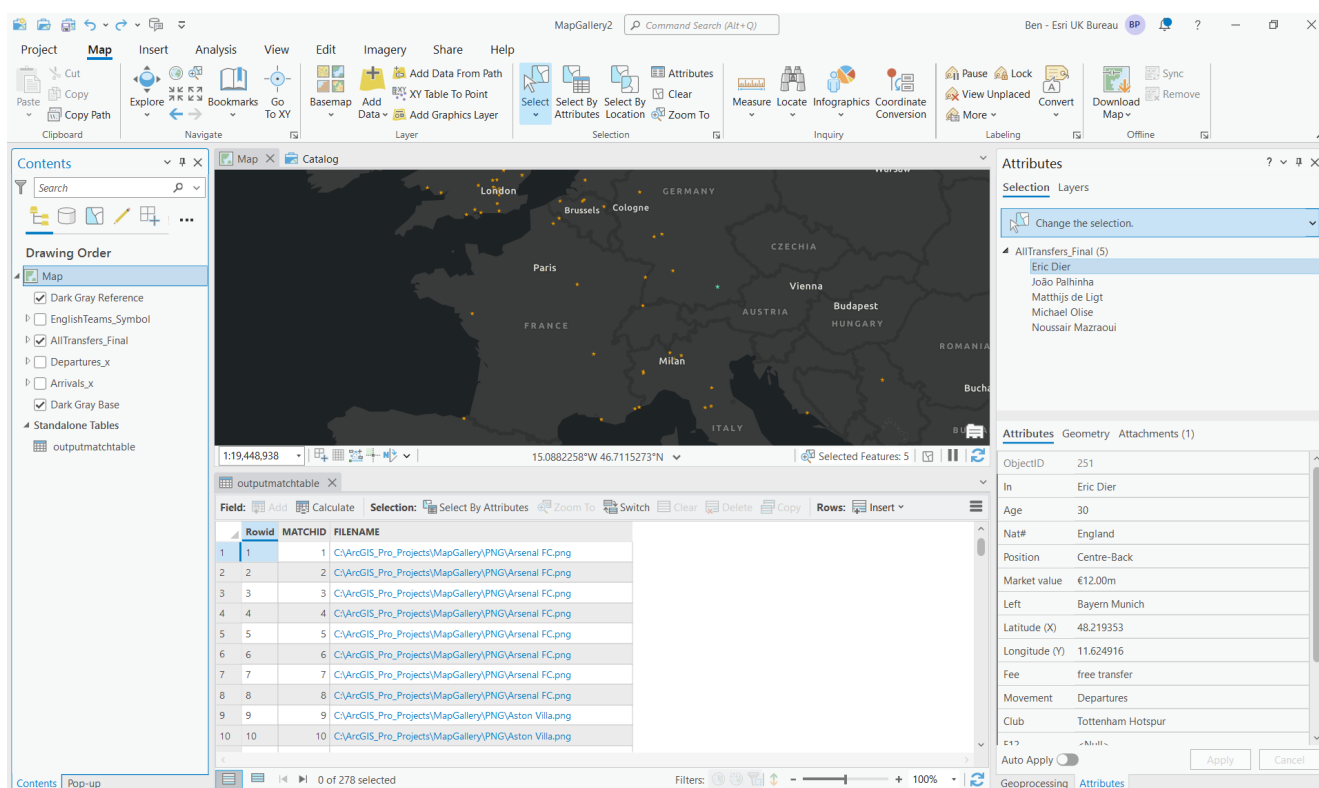 MapGallery2
Command Search (Alt+Q)
Ben - Esri UK Bureau
BP
?
Project Map Insert Analysis View Edit Imagery Share Help
Paste
Cut
Copy
Copy Path
Clipboard
Explore
Bookmarks
Go To XY
Navigate
Basemap
Add Data
Add Data From Path
XY Table To Point
Add Graphics Layer
Layer
Select
Select By Attributes
Select By Location
Attributes
Clear
Zoom To
Selection
Measure
Locate
Infographics
Coordinate Conversion
Inquiry
Pause
Lock
View Unplaced
More
Convert
Labeling
Download Map
Sync
Remove
Offline
Contents
Search
Drawing Order
Map
Dark Gray Reference
EnglishTeams_Symbol
AllTransfers_Final
Departures_x
Arrivals_x
Dark Gray Base
Standalone Tables
outputmatchtable
Contents Pop-up
Map
Catalog
London
GERMANY
Brussels
Cologne
CZECHIA
Paris
Vienna
Budapest
AUSTRIA
HUNGARY
FRANCE
ROMANIA
Milan
Bucha
ITALY
1:19,448,938
15.0882258°W 46.7115273°N
Selected Features: 5
outputmatchtable
Field: Add Calculate Selection: Select By Attributes Zoom To Switch Clear Delete Copy Rows: Insert
Rowid MATCHID FILENAME
1 1 1 C:\ArcGIS_Pro_Projects\MapGallery\PNG\Arsenal FC.png
2 2 2 C:\ArcGIS_Pro_Projects\MapGallery\PNG\Arsenal FC.png
3 3 3 C:\ArcGIS_Pro_Projects\MapGallery\PNG\Arsenal FC.png
4 4 4 C:\ArcGIS_Pro_Projects\MapGallery\PNG\Arsenal FC.png
5 5 5 C:\ArcGIS_Pro_Projects\MapGallery\PNG\Arsenal FC.png
6 6 6 C:\ArcGIS_Pro_Projects\MapGallery\PNG\Arsenal FC.png
7 7 7 C:\ArcGIS_Pro_Projects\MapGallery\PNG\Arsenal FC.png
8 8 8 C:\ArcGIS_Pro_Projects\MapGallery\PNG\Arsenal FC.png
9 9 9 C:\ArcGIS_Pro_Projects\MapGallery\PNG\Aston Villa.png
10 10 10 C:\ArcGIS_Pro_Projects\MapGallery\PNG\Aston Villa.png
0 of 278 selected
Filters:
100%
Attributes
?
Selection Layers
Change the selection.
AllTransfers_Final (5)
Eric Dier
João Palhinha
Matthijs de Ligt
Michael Olise
Noussair Mazraoui
Attributes Geometry Attachments (1)
ObjectID 251
In Eric Dier
Age 30
Nat# England
Position Centre-Back
Market value €12.00m
Left Bayern Munich
Latitude (X) 48.219353
Longitude (Y) 11.624916
Fee free transfer
Movement Departures
Club Tottenham Hotspur
Auto Apply
Apply
Cancel
Geoprocessing Attributes